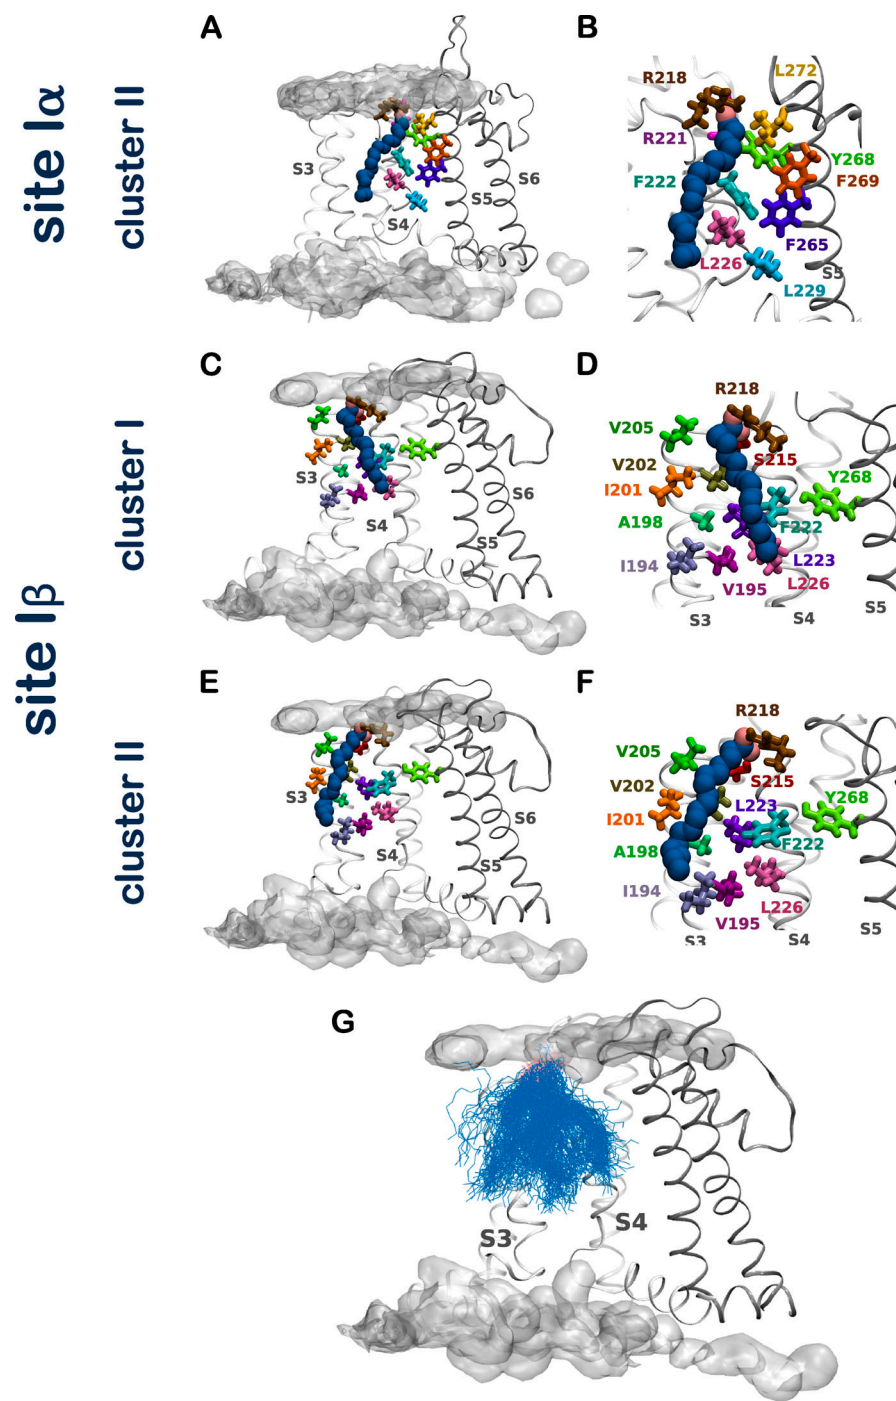 site Iα
cluster II
A
S3
S4
S5
S6
B
R218
L272
R221
Y268
F222
F269
F265
L226
S5
L229
site Iβ
cluster I
C
S3
S6
S4
S5
D
R218
V205
S215
V202
Y268
I201
A198
F222
I194
L223
V195
L226
S3
S4
S5
cluster II
E
S3
S6
S4
S5
F
R218
V205
V202
S215
I201
L223
Y268
A198
F222
I194
V195
L226
S3
S4
S5
G
S3
S4